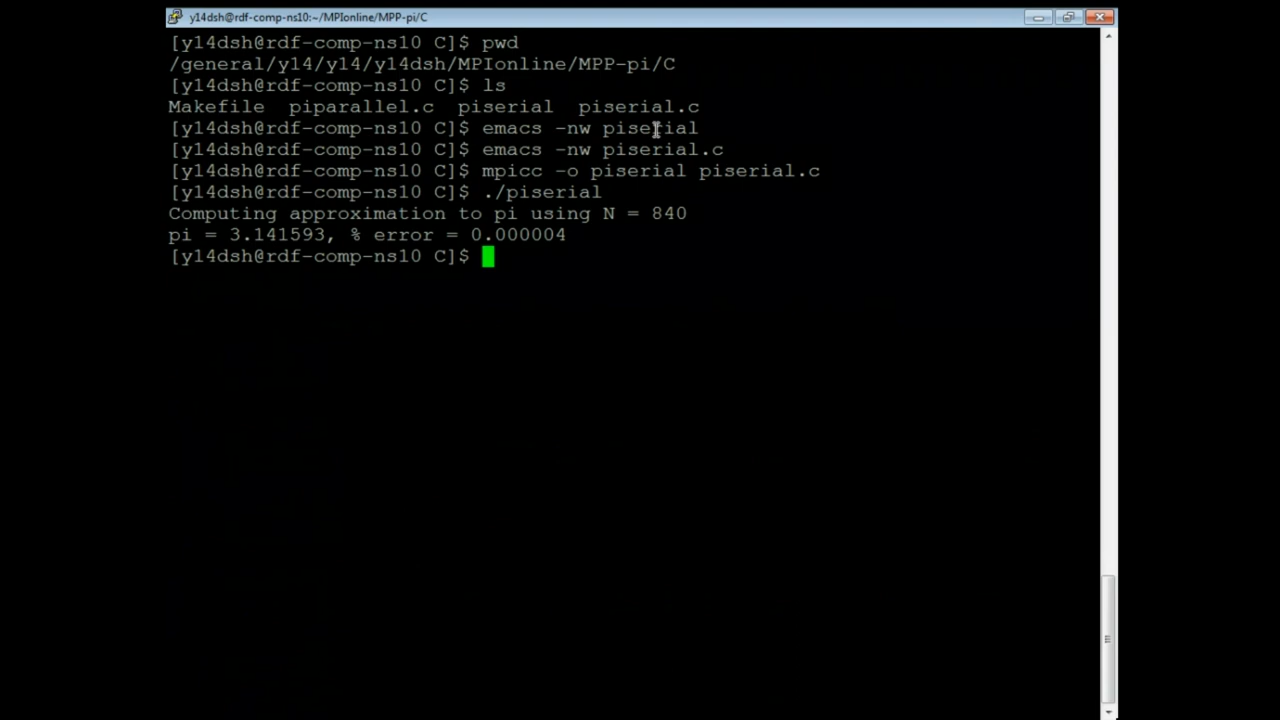 y14dsh@rdf-comp-ns10:~/MPIonline/MPP-pi/C
[y14dsh@rdf-comp-ns10 C]$ pwd
/general/y14/y14/y14dsh/MPIonline/MPP-pi/C
[y14dsh@rdf-comp-ns10 C]$ ls
Makefile  piparallel.c  piserial  piserial.c
[y14dsh@rdf-comp-ns10 C]$ emacs -nw piserial
[y14dsh@rdf-comp-ns10 C]$ emacs -nw piserial.c
[y14dsh@rdf-comp-ns10 C]$ mpicc -o piserial piserial.c
[y14dsh@rdf-comp-ns10 C]$ ./piserial
Computing approximation to pi using N = 840
pi = 3.141593, % error = 0.000004
[y14dsh@rdf-comp-ns10 C]$